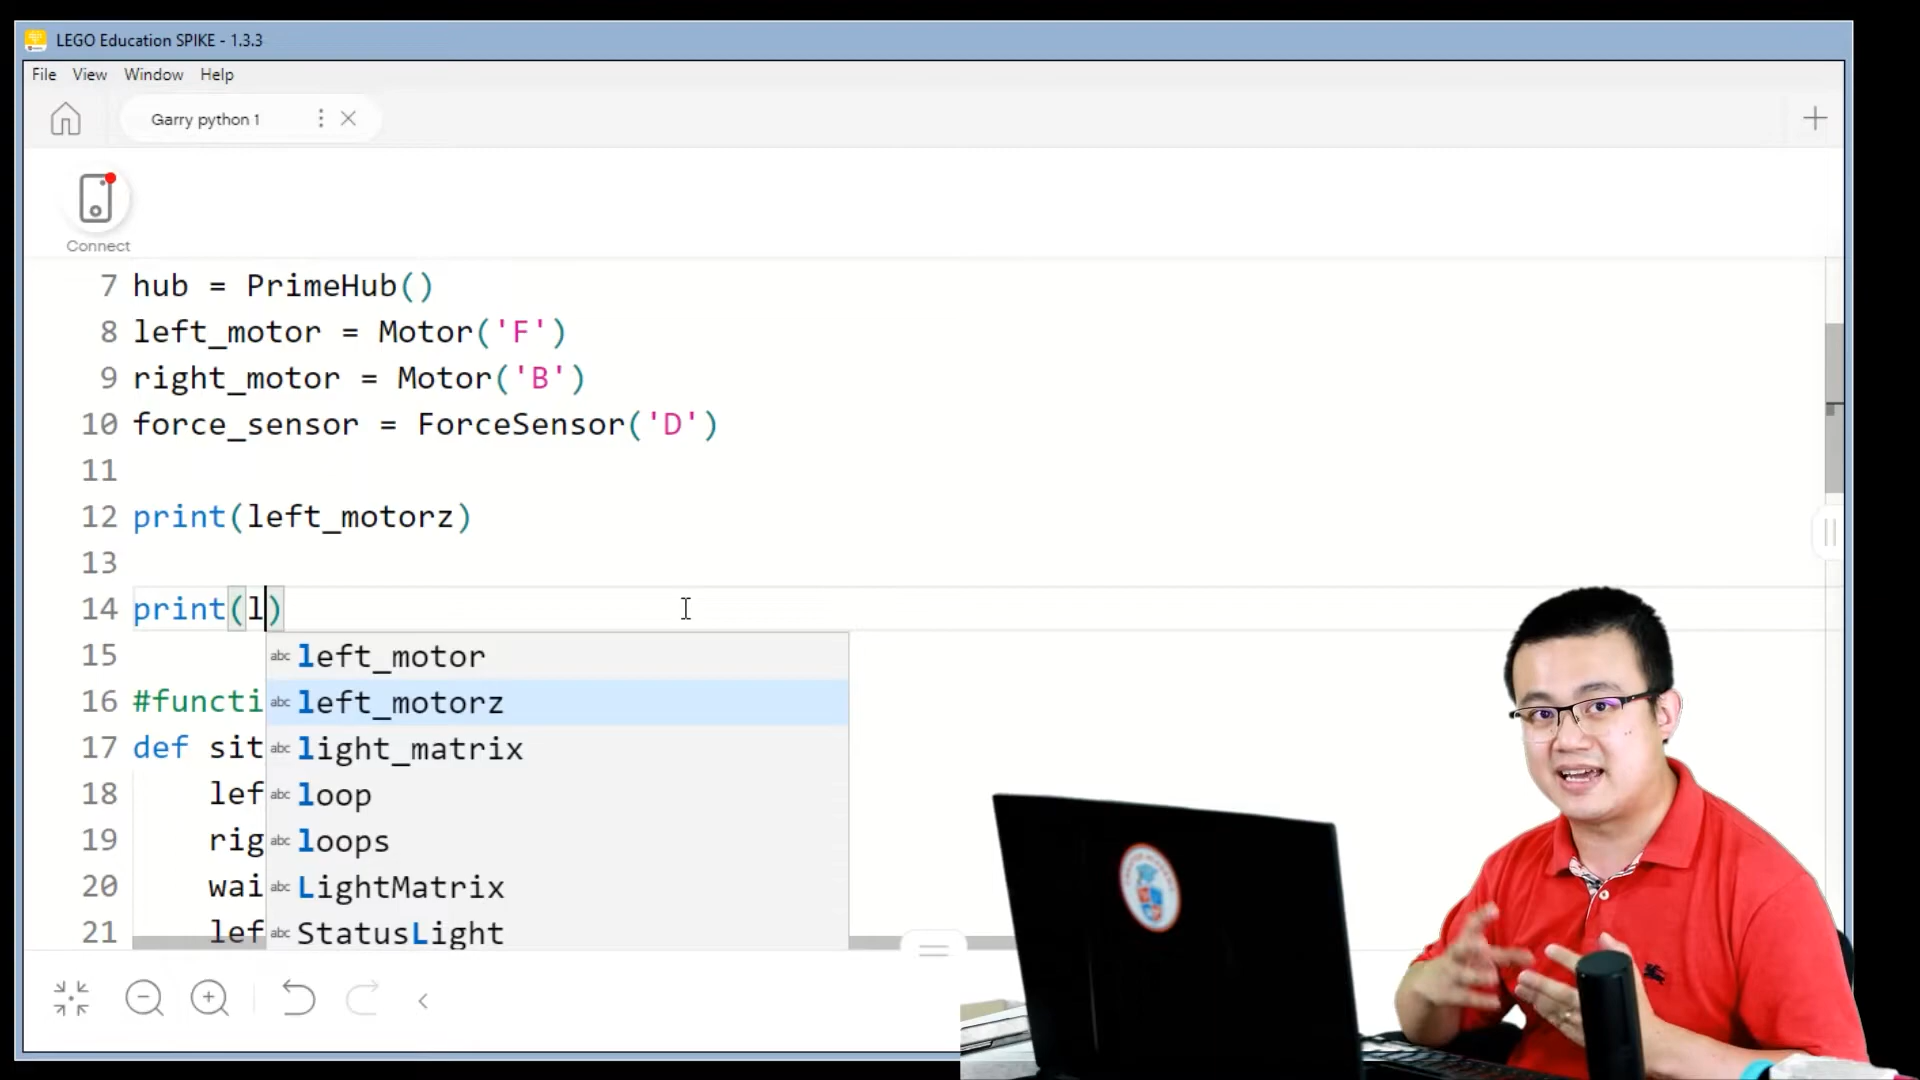 LEGO Education SPIKE - 1.3.3
File View Window Help
Garry python 1
Connect
7 hub = PrimeHub()
8 left_motor = Motor('F')
9 right_motor = Motor('B')
10 force_sensor = ForceSensor('D')
11
12 print(left_motorz)
13
14 print(l)
15 abc left_motor
16 #functi abc left_motorz
17 def sit abc light_matrix
18 lef abc loop
19 rig abc loops
20 wai abc LightMatrix
21 lef abc StatusLight